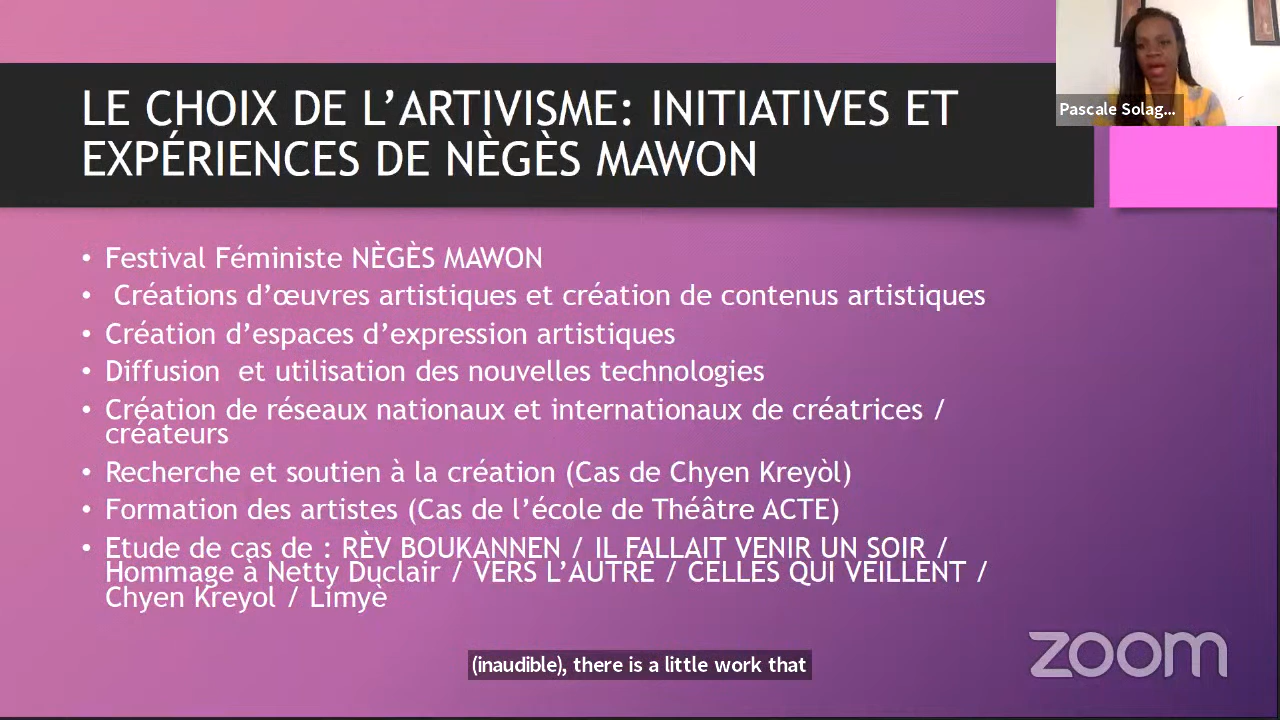 Pascale Solag...
LE CHOIX DE L’ARTIVISME: INITIATIVES ET
EXPÉRIENCES DE NÈGÈS MAWON
• Festival Féministe NÈGÈS MAWON
• Créations d’œuvres artistiques et création de contenus artistiques
• Création d’espaces d’expression artistiques
• Diffusion et utilisation des nouvelles technologies
• Création de réseaux nationaux et internationaux de créatrices /
créateurs
• Recherche et soutien à la création (Cas de Chyen Kreyòl)
• Formation des artistes (Cas de l’école de Théâtre ACTE)
• Etude de cas de : RÈV BOUKANNEN / IL FALLAIT VENIR UN SOIR /
Hommage à Netty Duclair / VERS L’AUTRE / CELLES QUI VEILLENT /
Chyen Kreyol / Limyè
zoom
(inaudible), there is a little work that